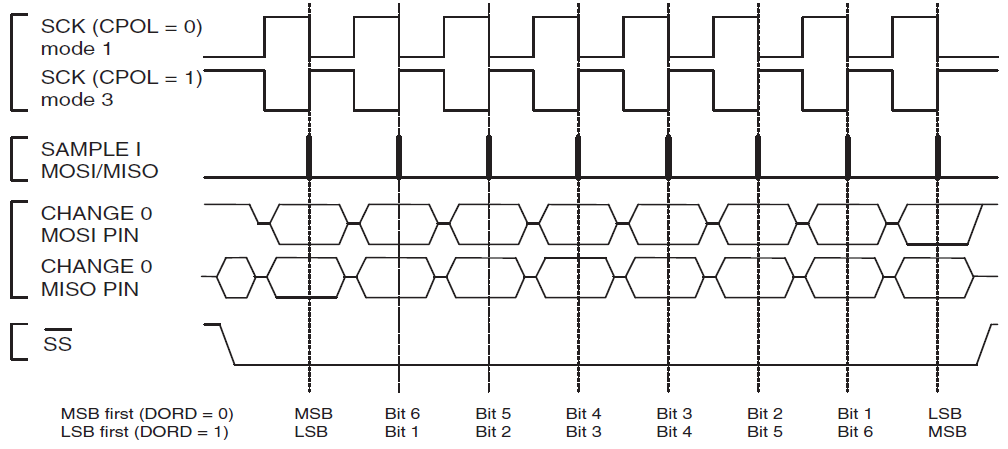 SCK (CPOL = 0)
mode 1
SCK (CPOL = 1)
mode 3
SAMPLE I
MOSI/MISO
CHANGE 0
MOSI PIN
CHANGE 0
MISO PIN
SS
MSB first (DORD = 0) MSB Bit 6 Bit 5 Bit 4 Bit 3 Bit 2 Bit 1 LSB
LSB first (DORD = 1) LSB Bit 1 Bit 2 Bit 3 Bit 4 Bit 5 Bit 6 MSB